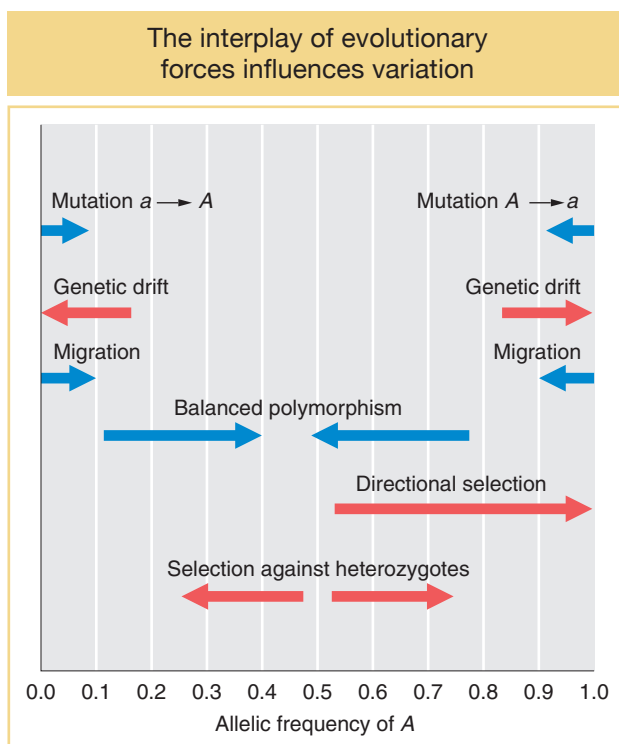 The interplay of evolutionary
forces influences variation
Mutation a → A
Mutation A → a
Genetic drift
Genetic drift
Migration
Migration
Balanced polymorphism
Directional selection
Selection against heterozygotes
0.0 0.1 0.2 0.3 0.4 0.5 0.6 0.7 0.8 0.9 1.0
Allelic frequency of A